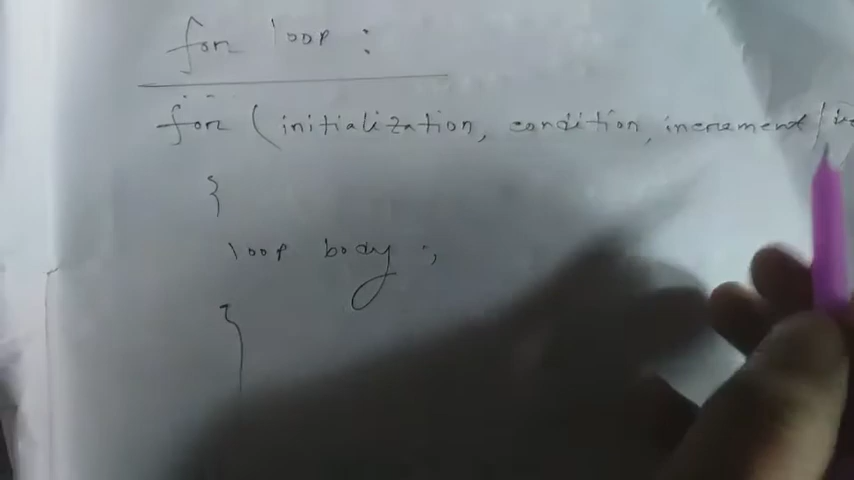 for loop :
for ( initialization, condition, increment /
{
loop body ;
}